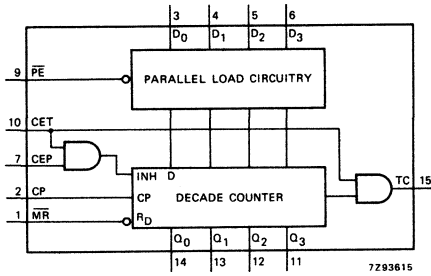 3 4 5 6
D0 D1 D2 D3
9 PE
PARALLEL LOAD CIRCUITRY
10 CET
7 CEP
INH D
TC 15
2 CP
CP DECADE COUNTER
1 MR
RD
Q0 Q1 Q2 Q3
14 13 12 11
7Z93615